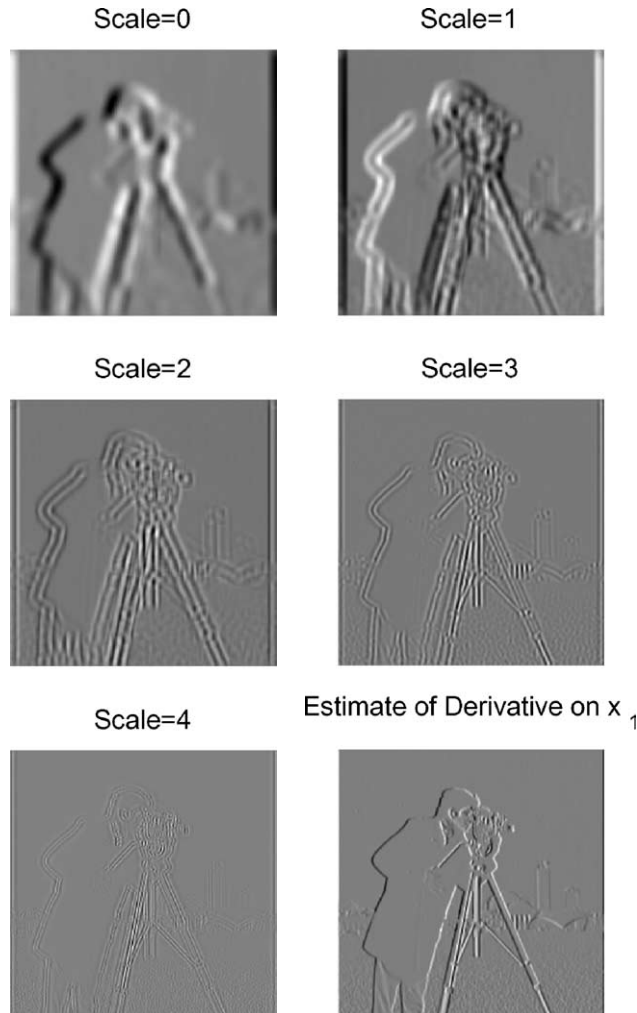 Scale=0
Scale=1
Scale=2
Scale=3
Scale=4
Estimate of Derivative on x 1